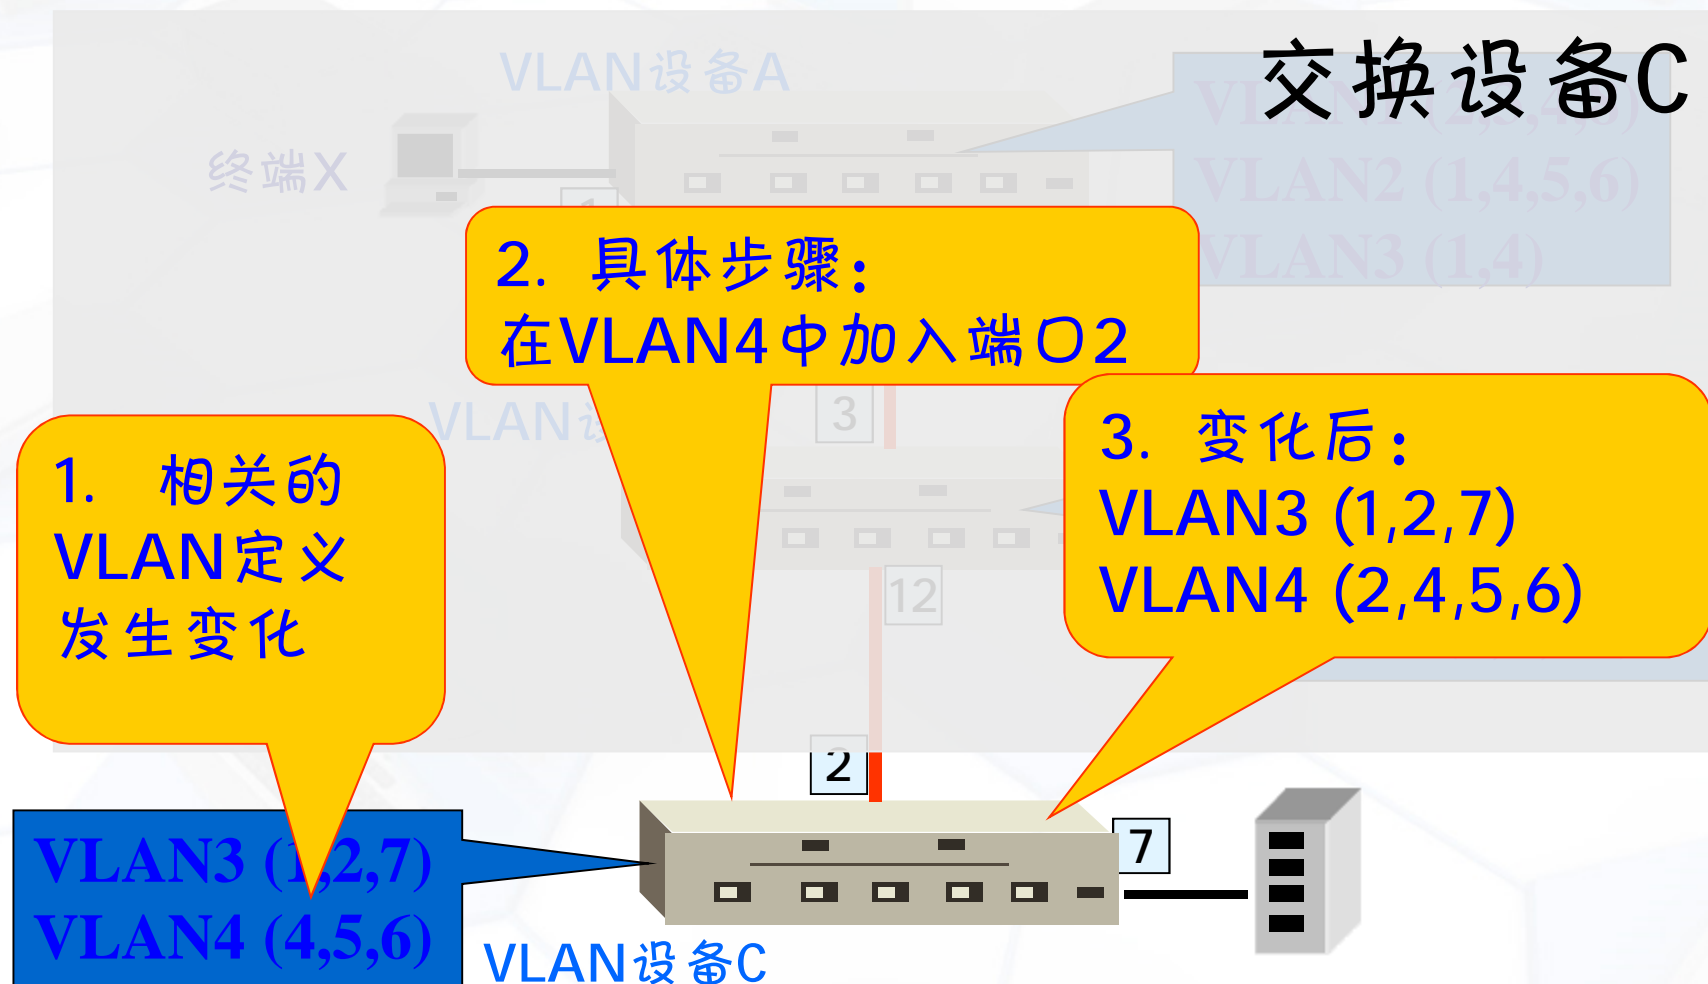 交换设备C
VLAN设备A
VLAN2 (1,4,5,6)
终端X
VLAN3 (1,4)
2. 具体步骤：
在VLAN4中加入端口2
3
3. 变化后：
VLAN3 (1,2,7)
VLAN4 (2,4,5,6)
1. 相关的
VLAN定义
发生变化
12
2
7
VLAN3 (1,2,7)
VLAN4 (4,5,6)
VLAN设备C